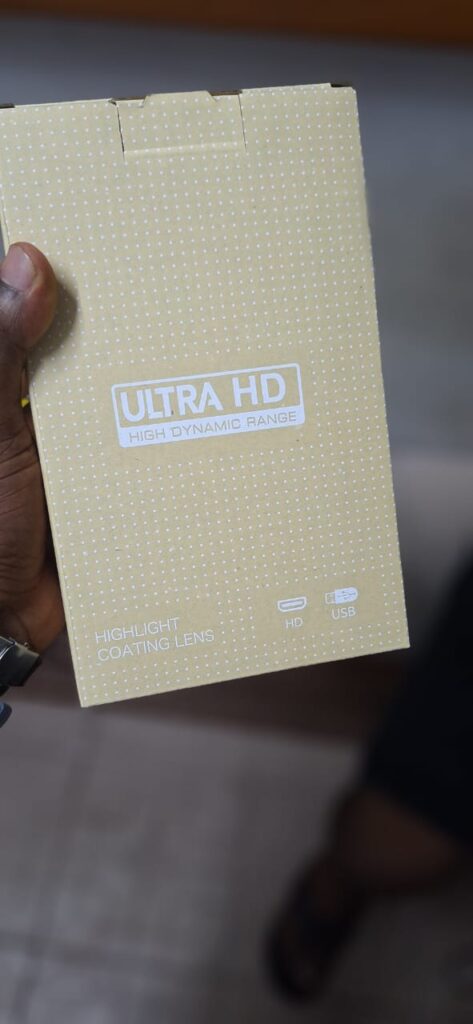 ULTRA HD
HIGH DYNAMIC RANGE
HIGHLIGHT
COATING LENS
HD
USB